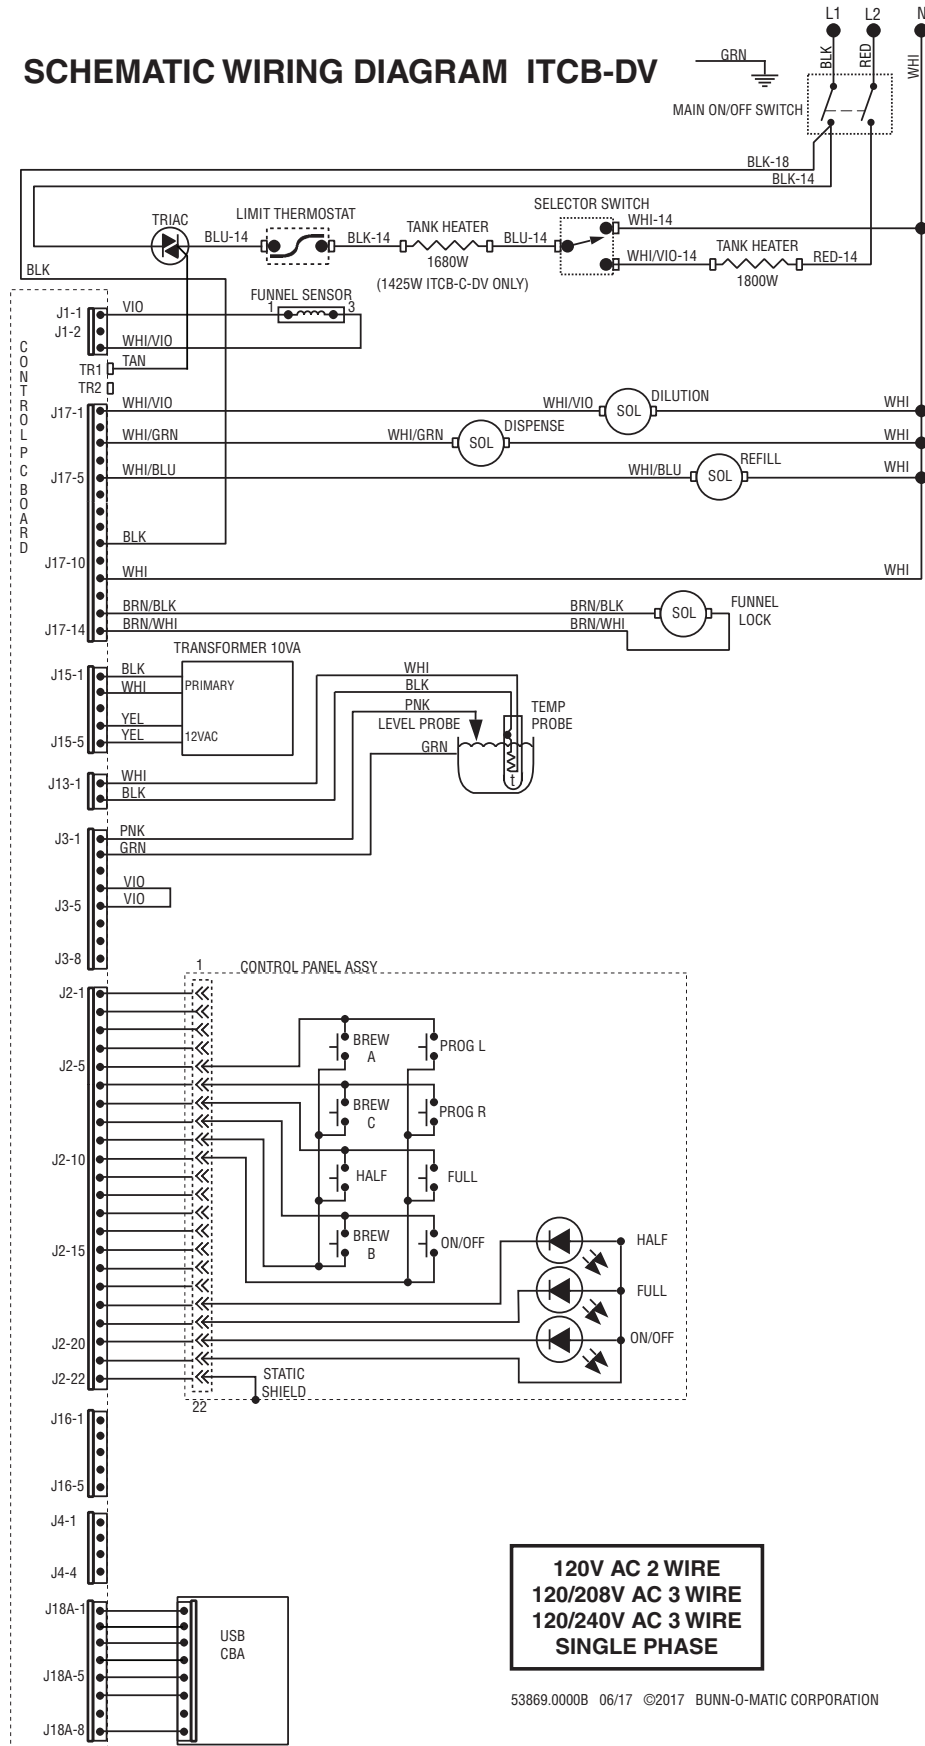 L1 L2 N
SCHEMATIC WIRING DIAGRAM ITCB-DV
GRN
BLK RED WHI
MAIN ON/OFF SWITCH
BLK-18
BLK-14
TRIAC
LIMIT THERMOSTAT
TANK HEATER
SELECTOR SWITCH
WHI-14
BLU-14
BLK-14
BLU-14
1680W
(1425W ITCB-C-DV ONLY)
WHI/VIO-14
TANK HEATER
RED-14
1800W
BLK
CONTROL PC BOARD
FUNNEL SENSOR
1 3
J1-1 VIO
J1-2
WHI/VIO
TR1 TAN
TR2
J17-1 WHI/VIO WHI/VIO SOL DILUTION WHI
WHI/GRN WHI/GRN SOL DISPENSE WHI
J17-5 WHI/BLU WHI/BLU SOL REFILL WHI
BLK
J17-10
WHI WHI
BRN/BLK BRN/BLK SOL FUNNEL
LOCK
J17-14 BRN/WHI BRN/WHI
TRANSFORMER 10VA
J15-1 BLK
WHI PRIMARY
YEL
J15-5 YEL 12VAC
WHI
BLK
PNK
LEVEL PROBE
TEMP
PROBE
GRN
t
J13-1 WHI
BLK
J3-1 PNK
GRN
VIO
J3-5 VIO
J3-8
1 CONTROL PANEL ASSY
J2-1
J2-5
BREW
A
PROG L
BREW
C
PROG R
J2-10
HALF FULL
BREW
B
ON/OFF
J2-15
HALF
FULL
ON/OFF
J2-20
J2-22
STATIC
SHIELD
22
J16-1
J16-5
J4-1
J4-4
J18A-1
USB
CBA
J18A-5
J18A-8
120V AC 2 WIRE
120/208V AC 3 WIRE
120/240V AC 3 WIRE
SINGLE PHASE
53869.0000B 06/17 ©2017 BUNN-O-MATIC CORPORATION